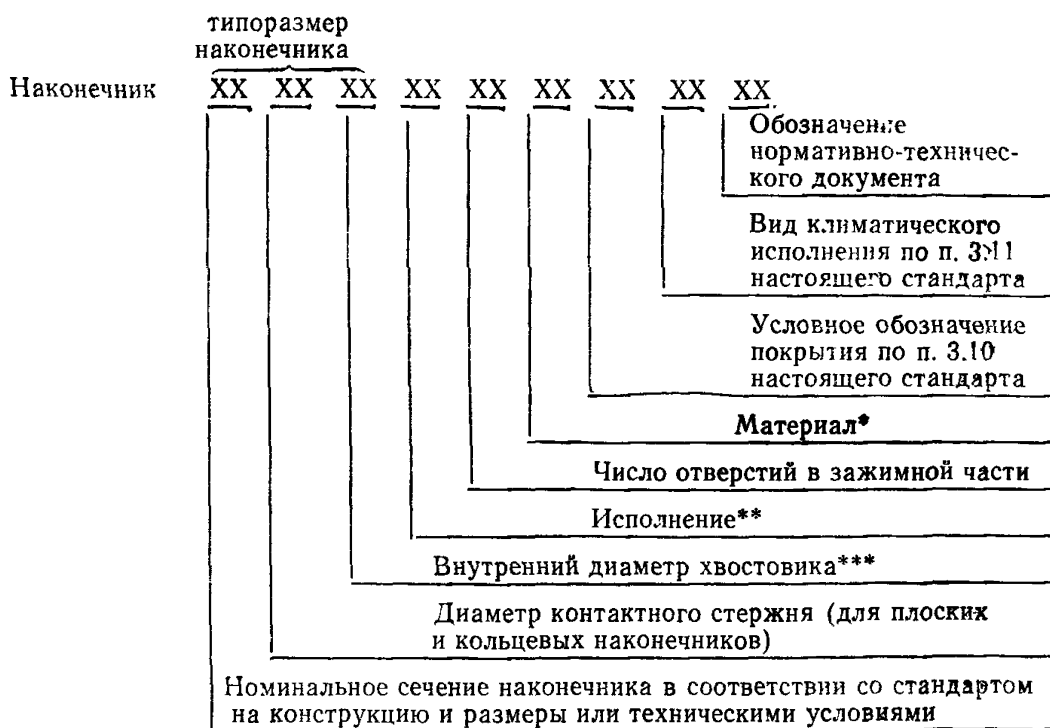 типоразмер
наконечника
Наконечник XX XX XX XX XX XX XX XX XX
Обозначение
нормативно-техничес-
кого документа
Вид климатического
исполнения по п. 3.11
настоящего стандарта
Условное обозначение
покрытия по п. 3.10
настоящего стандарта
Материал*
Число отверстий в зажимной части
Исполнение**
Внутренний диаметр хвостовика***
Диаметр контактного стержня (для плоских
и кольцевых наконечников)
Номинальное сечение наконечника в соответствии со стандартом
на конструкцию и размеры или техническими условиями